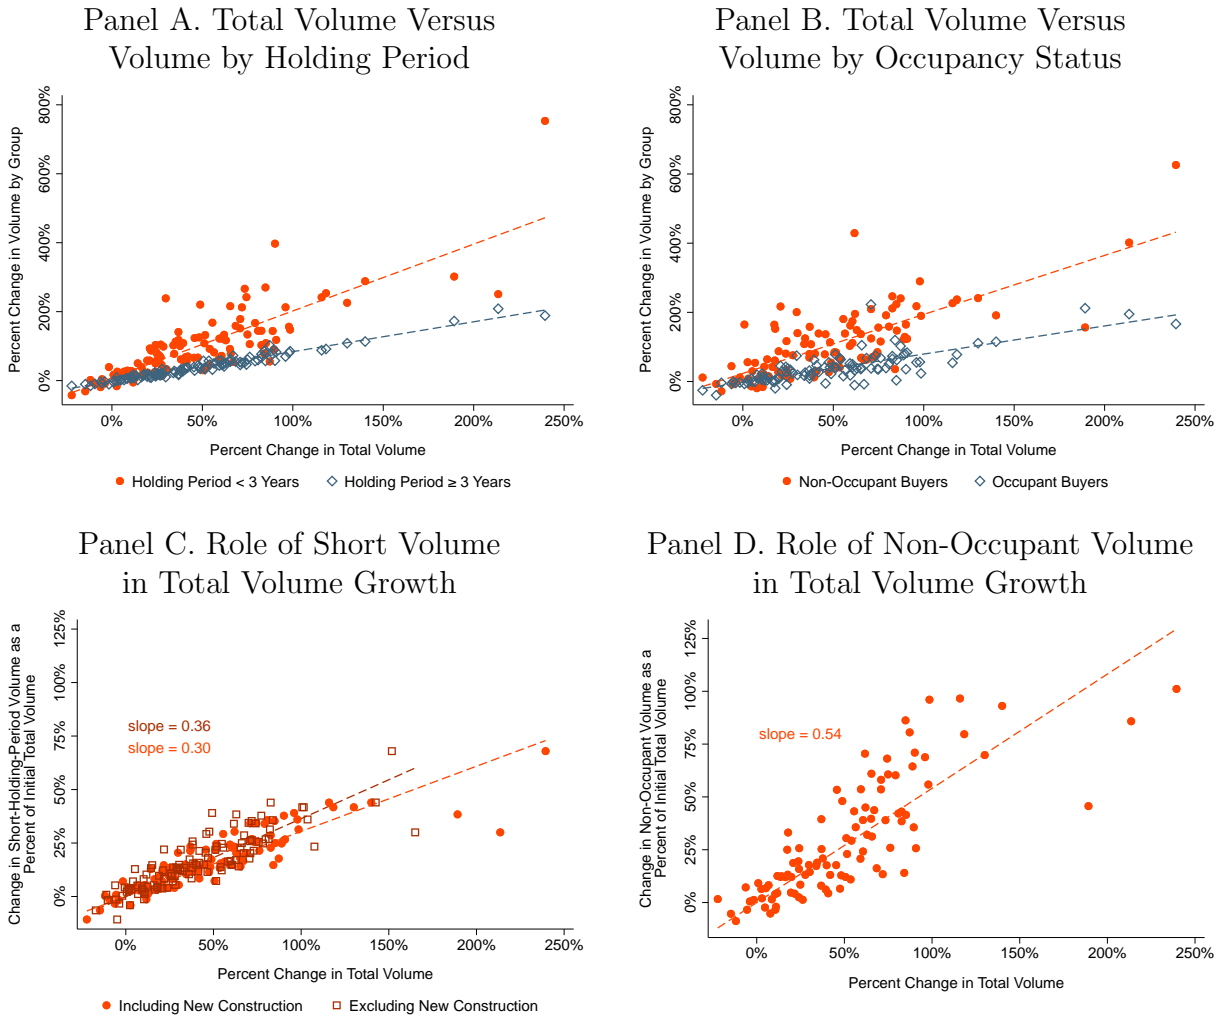 Panel A. Total Volume Versus
Volume by Holding Period
Percent Change in Volume by Group
800%
600%
400%
200%
0%
0%
50%
100%
150%
200%
250%
Percent Change in Total Volume
Holding Period < 3 Years
Holding Period ≥ 3 Years
Panel B. Total Volume Versus
Volume by Occupancy Status
Percent Change in Volume by Group
800%
600%
400%
200%
0%
0%
50%
100%
150%
200%
250%
Percent Change in Total Volume
Non-Occupant Buyers
Occupant Buyers
Panel C. Role of Short Volume
in Total Volume Growth
Change in Short-Holding-Period Volume as a
Percent of Initial Total Volume
125%
100%
75%
50%
25%
0%
slope = 0.36
slope = 0.30
0%
50%
100%
150%
200%
250%
Percent Change in Total Volume
Including New Construction
Excluding New Construction
Panel D. Role of Non-Occupant Volume
in Total Volume Growth
Change in Non-Occupant Volume as a
Percent of Initial Total Volume
125%
100%
75%
50%
25%
0%
slope = 0.54
0%
50%
100%
150%
200%
250%
Percent Change in Total Volume